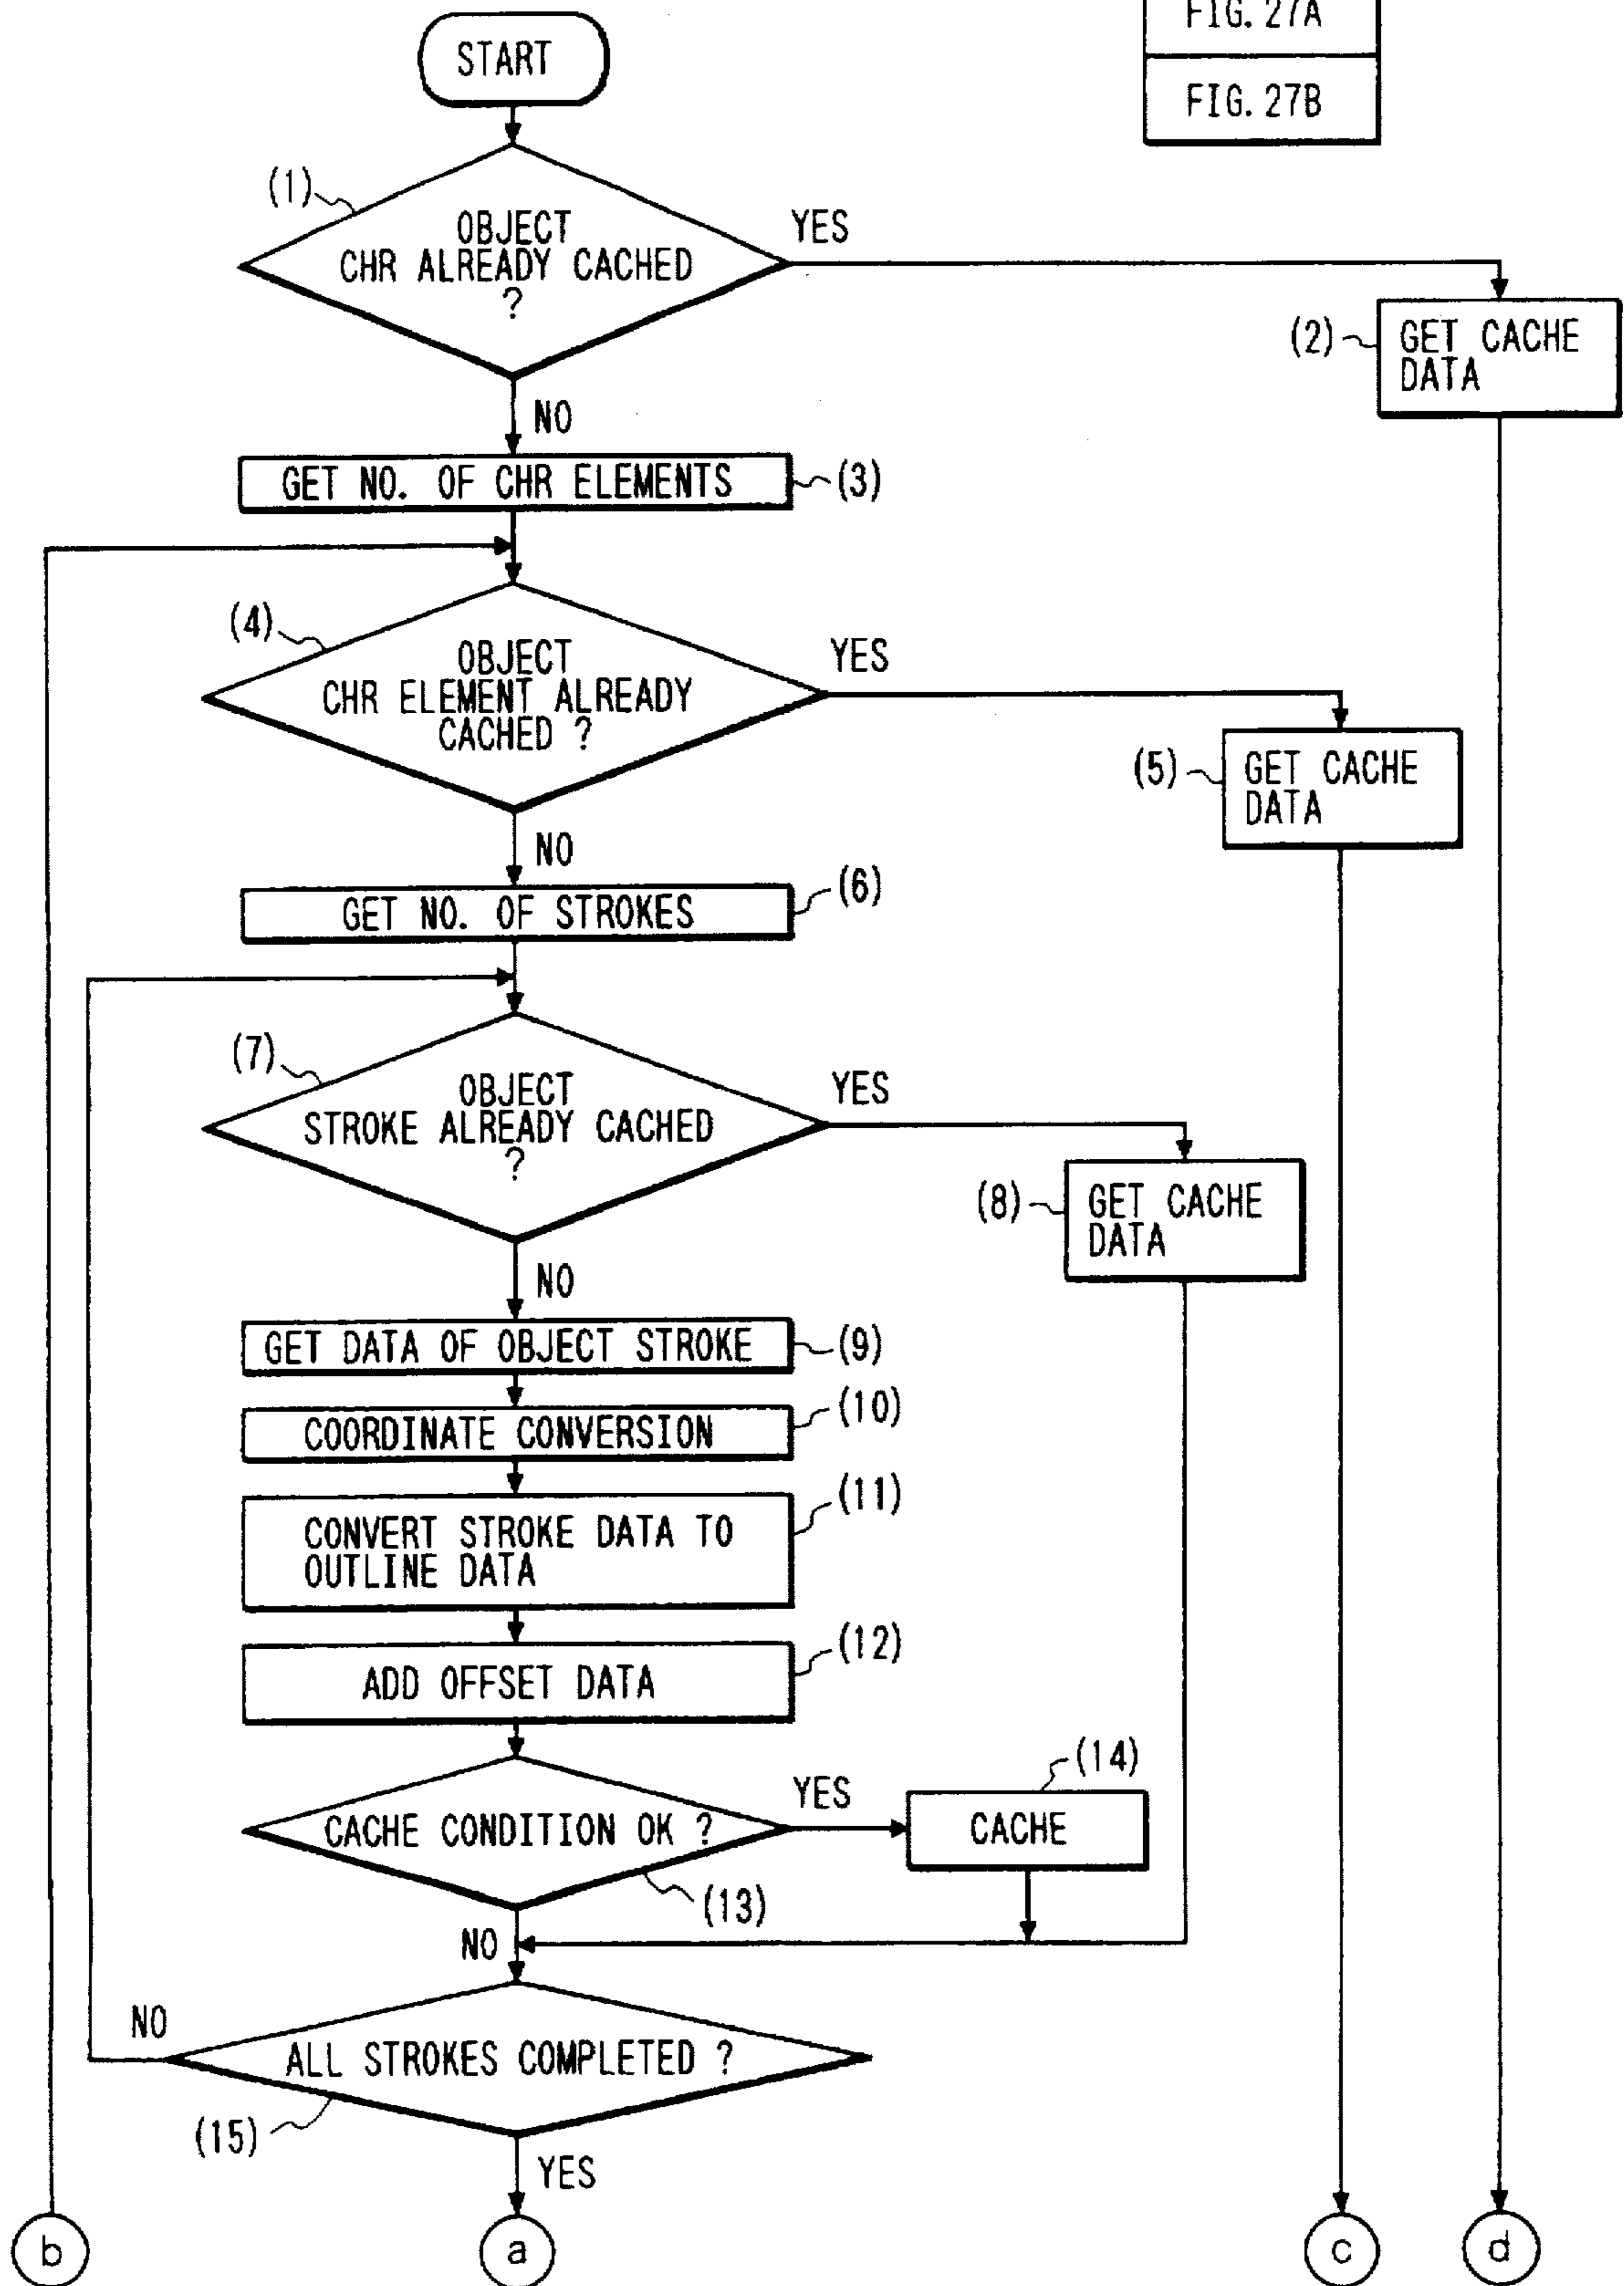 FIG. 27A
FIG. 27B
START
(1)
OBJECT
CHR ALREADY CACHED
?
YES
(2)
GET CACHE
DATA
NO
GET NO. OF CHR ELEMENTS
(3)
(4)
OBJECT
CHR ELEMENT ALREADY
CACHED ?
YES
(5)
GET CACHE
DATA
NO
GET NO. OF STROKES
(6)
(7)
OBJECT
STROKE ALREADY CACHED
?
YES
(8)
GET CACHE
DATA
NO
GET DATA OF OBJECT STROKE
(9)
COORDINATE CONVERSION
(10)
CONVERT STROKE DATA TO
OUTLINE DATA
(11)
ADD OFFSET DATA
(12)
CACHE CONDITION OK ?
(13)
YES
CACHE
(14)
NO
ALL STROKES COMPLETED ?
(15)
NO
YES
b
a
c
d